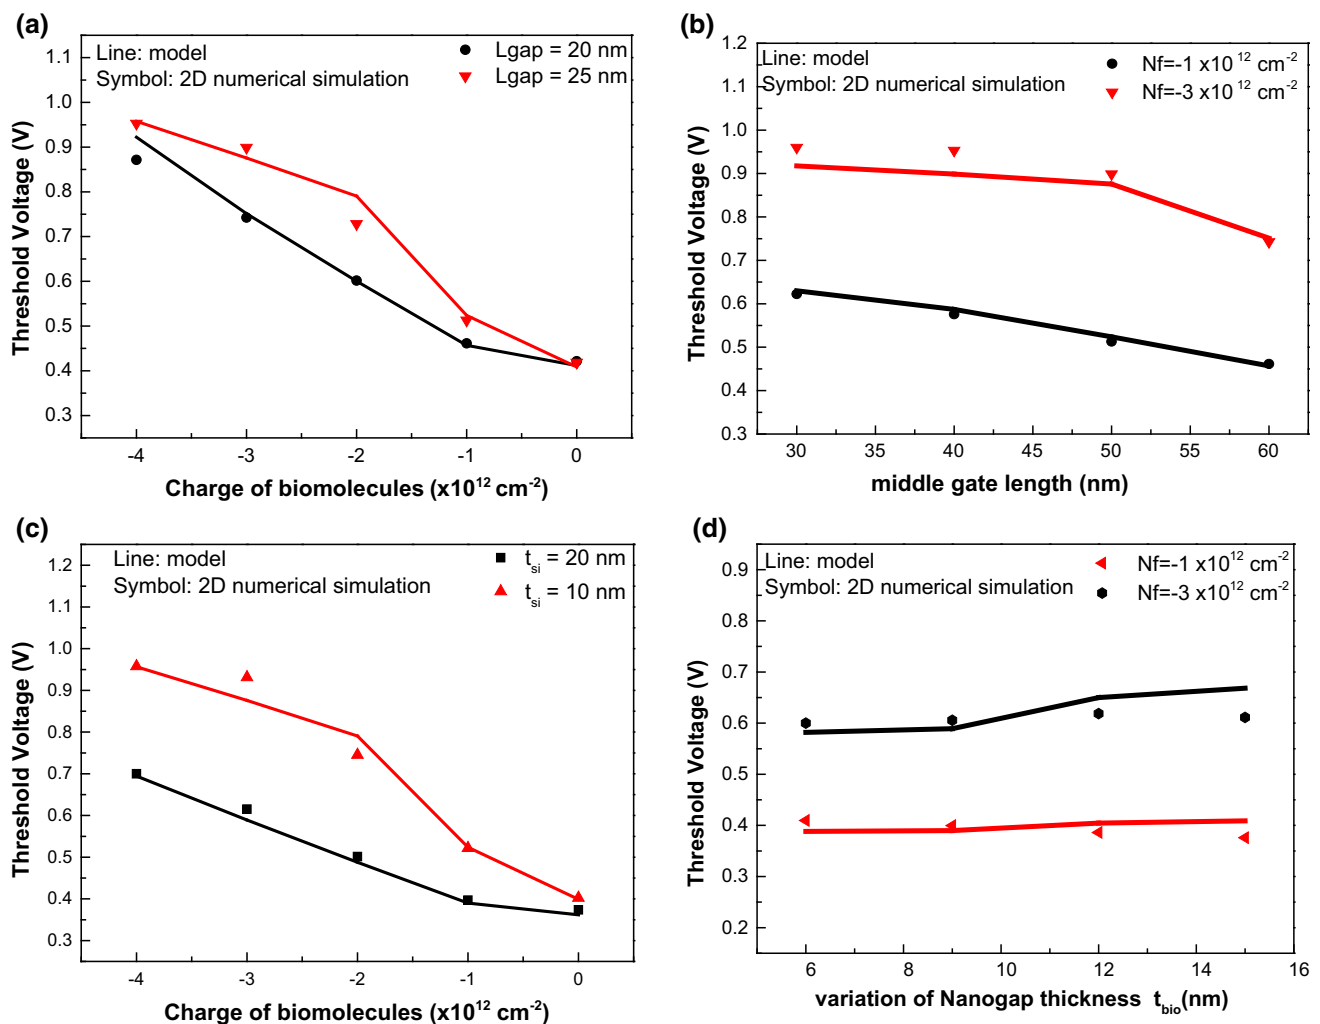 (a)
Line: model
Symbol: 2D numerical simulation
Lgap = 20 nm
Lgap = 25 nm
1.1
1.0
0.9
0.8
0.7
0.6
0.5
0.4
0.3
Threshold Voltage (V)
-4 -3 -2 -1 0
Charge of biomolecules (x10¹² cm⁻²)
(b)
Line: model
Symbol: 2D numerical simulation
Nf=-1 x10¹² cm⁻²
Nf=-3 x10¹² cm⁻²
1.2
1.1
1.0
0.9
0.8
0.7
0.6
0.5
0.4
0.3
Threshold Voltage (V)
30 35 40 45 50 55 60
middle gate length (nm)
(c)
Line: model
Symbol: 2D numerical simulation
t_si = 20 nm
t_si = 10 nm
1.2
1.1
1.0
0.9
0.8
0.7
0.6
0.5
0.4
0.3
Threshold Voltage (V)
-4 -3 -2 -1 0
Charge of biomolecules (x10¹² cm⁻²)
(d)
Line: model
Symbol: 2D numerical simulation
Nf=-1 x10¹² cm⁻²
Nf=-3 x10¹² cm⁻²
0.9
0.8
0.7
0.6
0.5
0.4
0.3
0.2
Threshold Voltage (V)
6 8 10 12 14 16
variation of Nanogap thickness t_bio(nm)